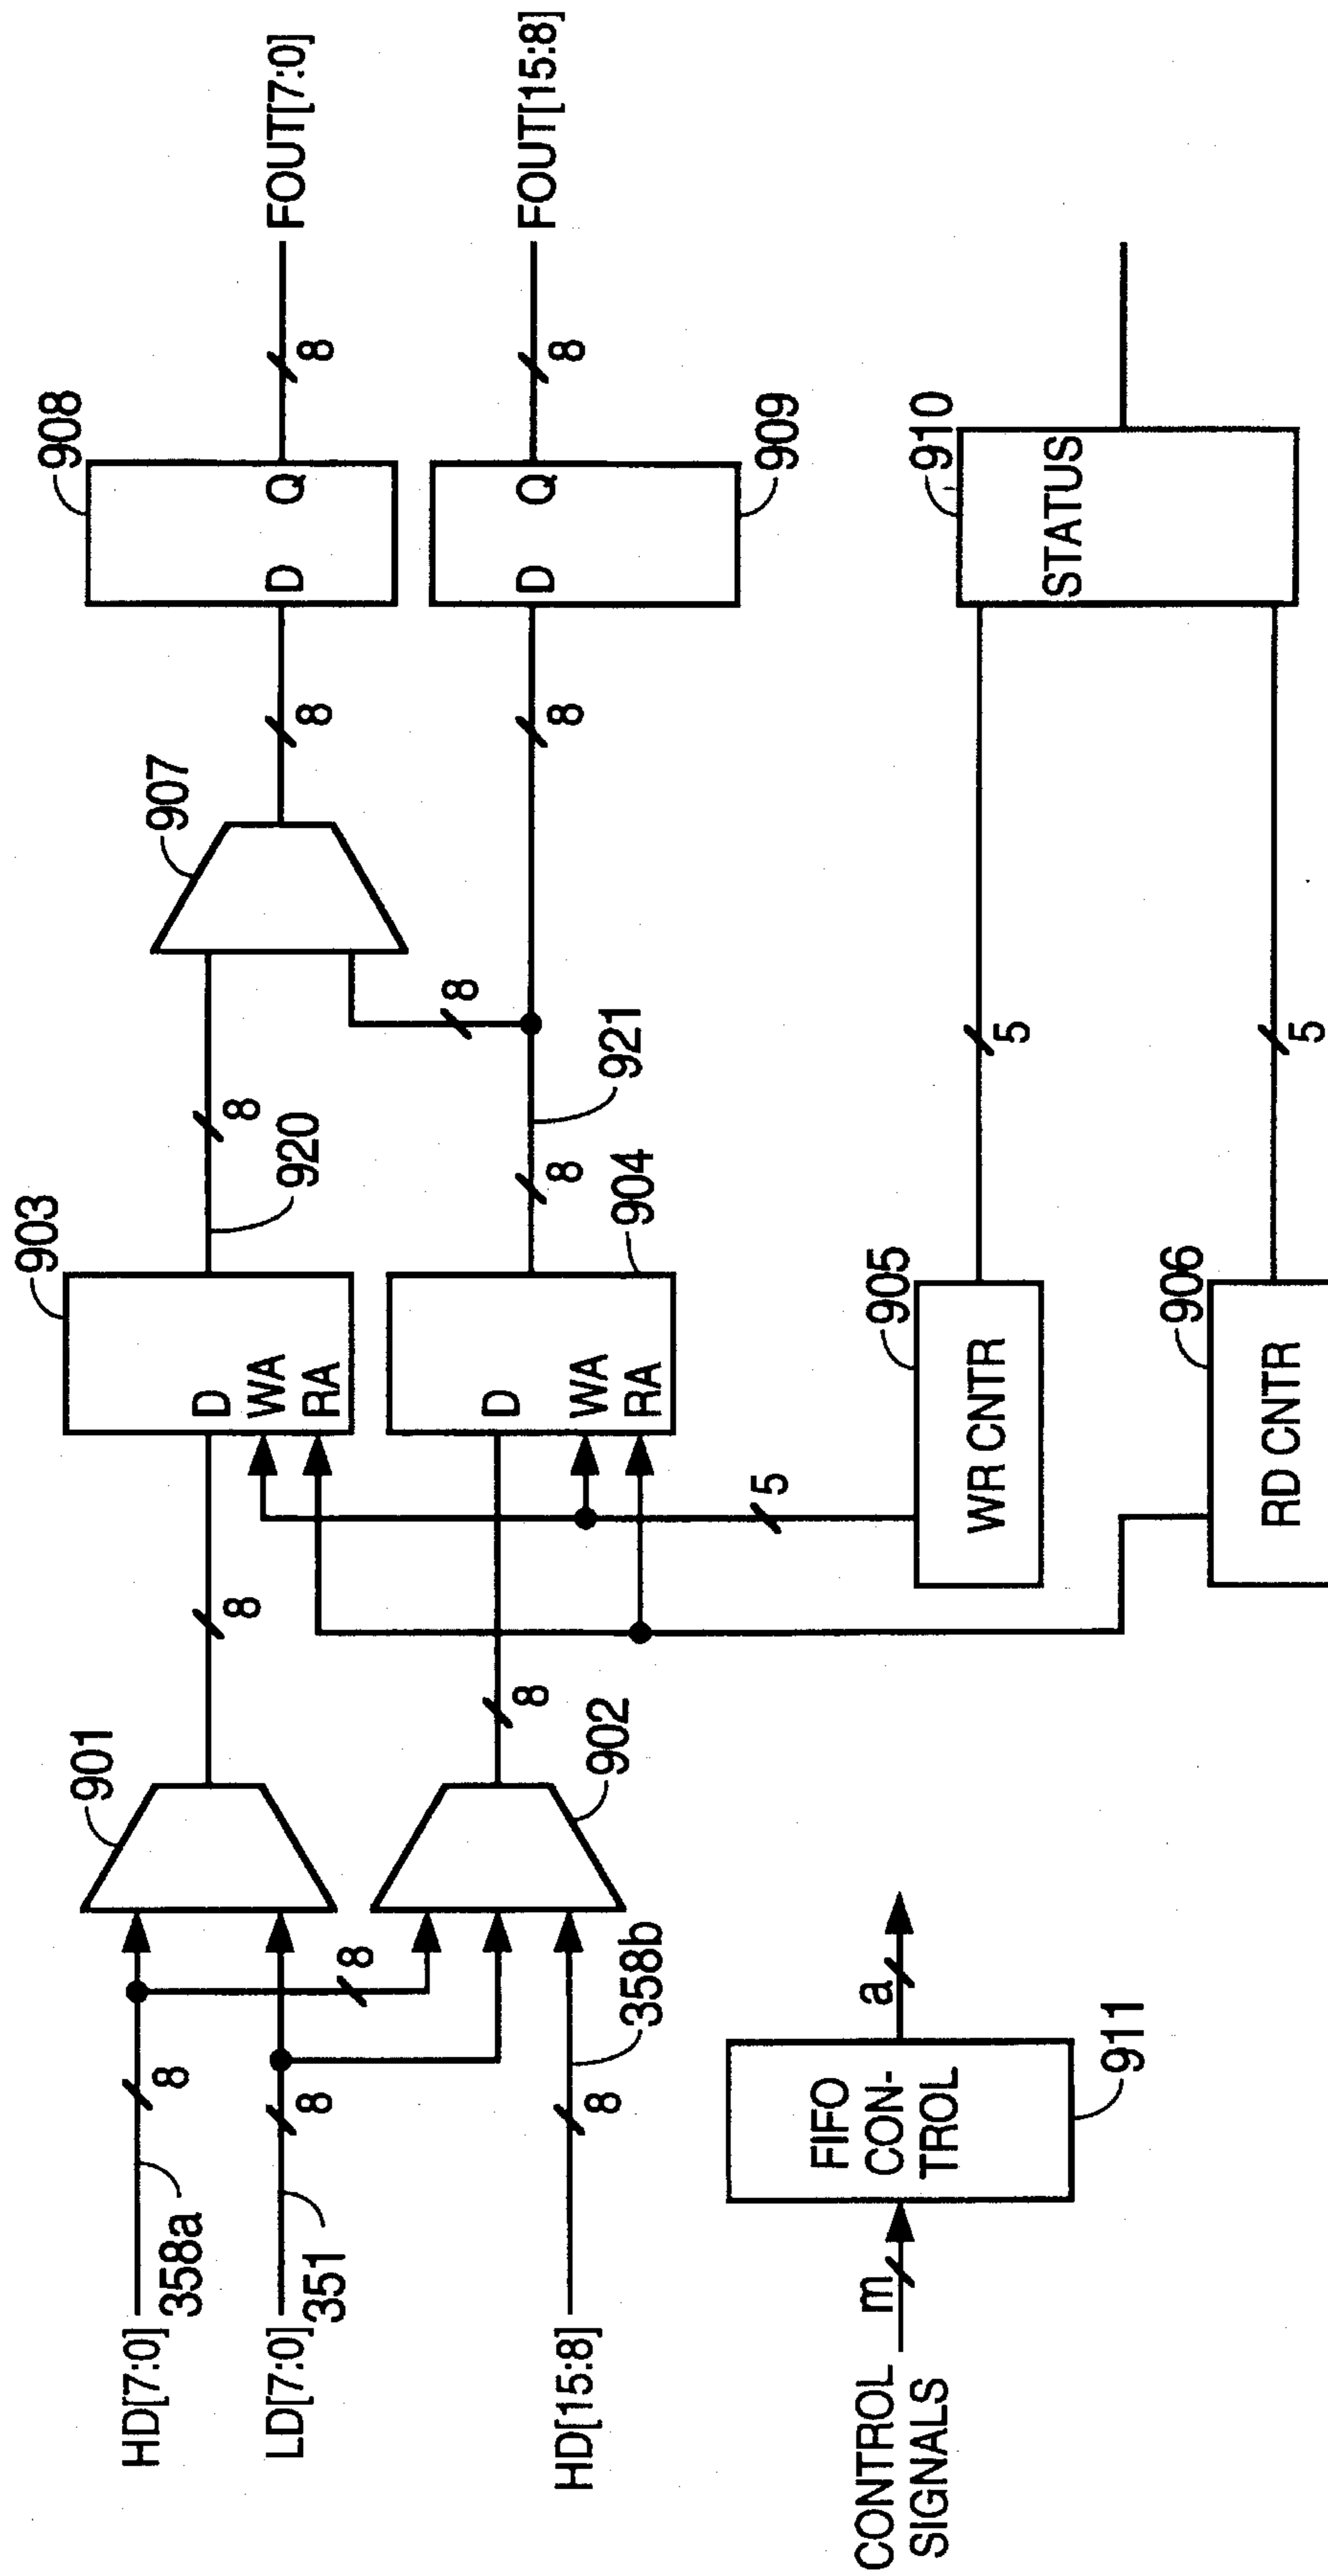 HD[7:0]
358a
8
LD[7:0]
351
8
HD[15:8]
358b
8
8
901
902
8
8
903
D
WA
RA
904
D
WA
RA
920
8
921
8
8
907
8
8
908
D Q
8
FOUT[7:0]
909
D Q
8
FOUT[15:8]
CONTROL
SIGNALS
m
FIFO
CON-
TROL
911
a
5
905
WR CNTR
5
906
RD CNTR
5
910
STATUS